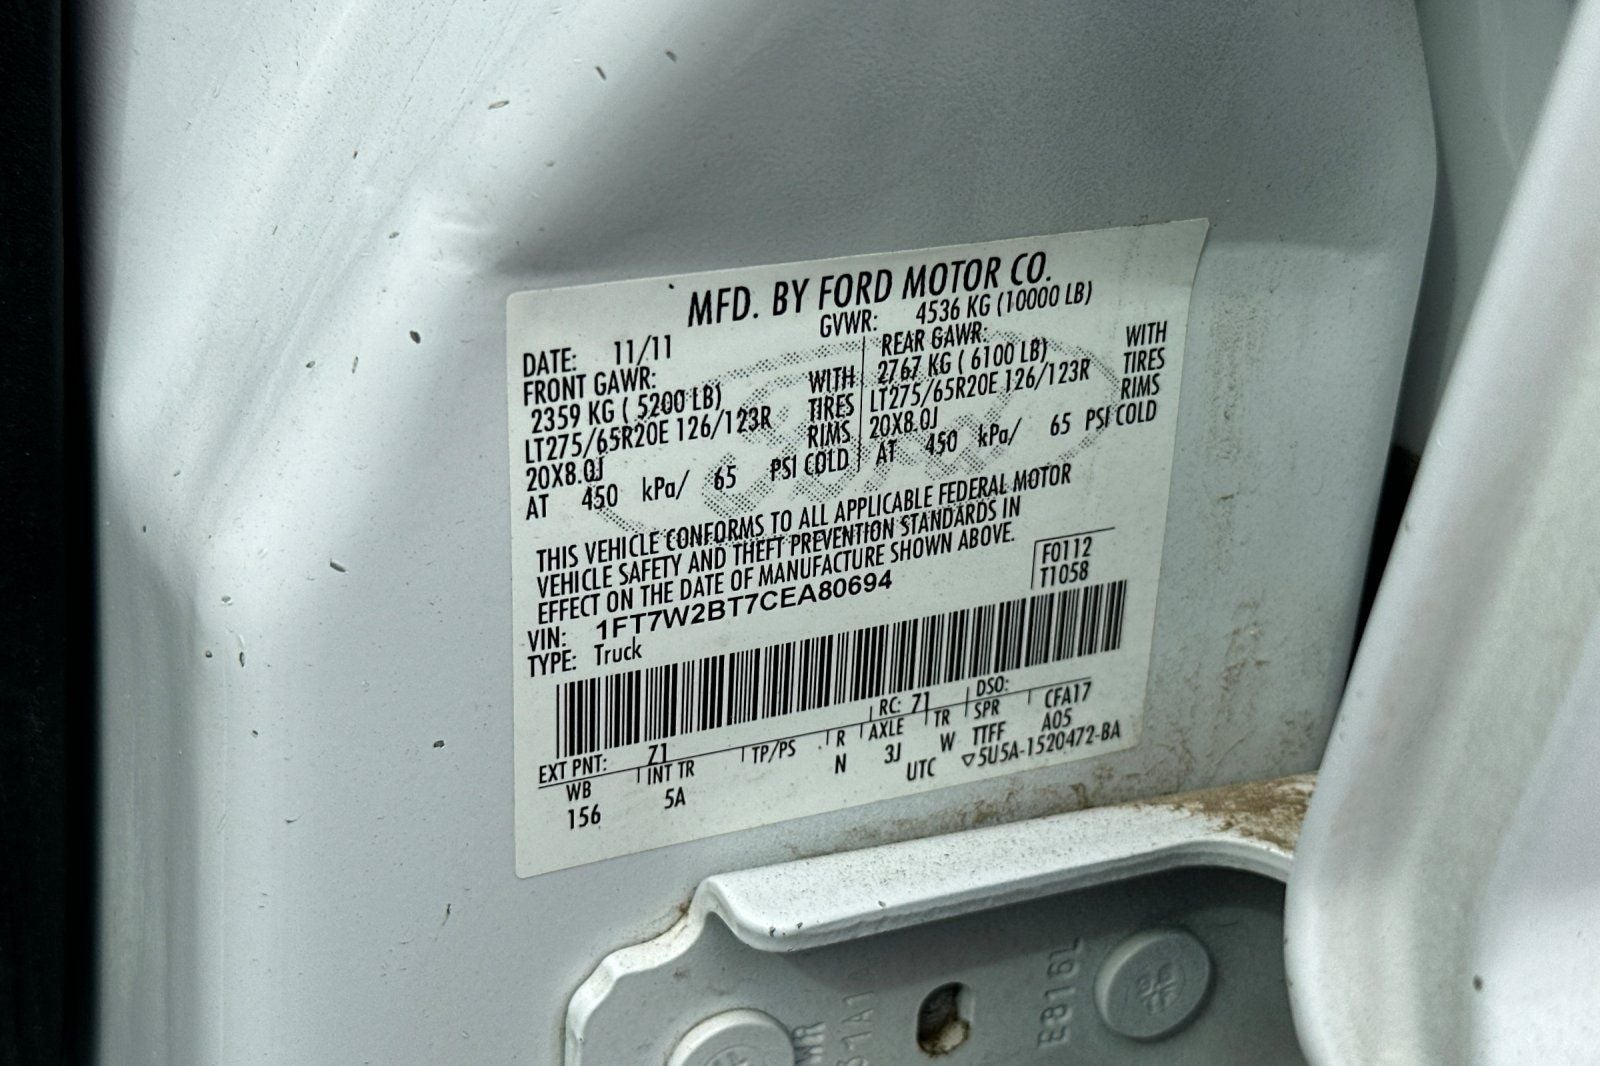 MFD. BY FORD MOTOR CO.
DATE: 11/11 GVWR: 4536 KG (10000 LB)
FRONT GAWR:
2359 KG ( 5200 LB) WITH
LT275/65R20E 126/123R TIRES
20X8.0J RIMS
AT 450 kPa/ 65 PSI COLD
REAR GAWR: WITH
2767 KG ( 6100 LB) TIRES
LT275/65R20E 126/123R RIMS
20X8.0J
AT 450 kPa/ 65 PSI COLD
THIS VEHICLE CONFORMS TO ALL APPLICABLE FEDERAL MOTOR
VEHICLE SAFETY AND THEFT PREVENTION STANDARDS IN
EFFECT ON THE DATE OF MANUFACTURE SHOWN ABOVE.
VIN: 1FT7W2BT7CEA80694
TYPE: Truck
F0112
T1058
EXT PNT: Z1 RC: 71 DSO:
WB INT TR TP/PS R AXLE TR SPR CFA17
156 5A N 3J W TTFF A05
UTC ▽5U5A-1520472-BA
E816L